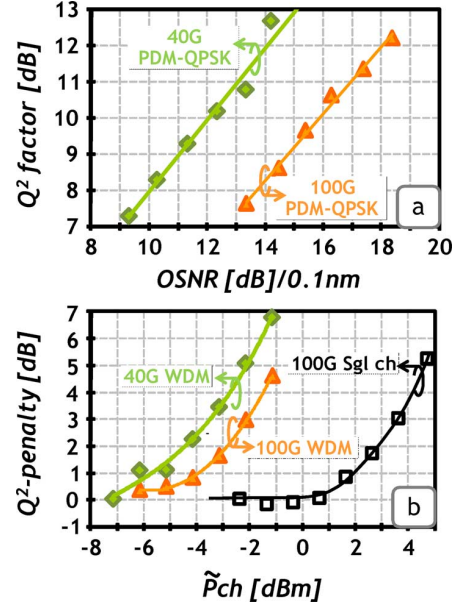 13
12
11
10
9
8
7
Q² factor [dB]
40G
PDM-QPSK
100G
PDM-QPSK
a
8 10 12 14 16 18 20
OSNR [dB]/0.1nm
7
6
5
4
3
2
1
0
-1
Q²-penalty [dB]
100G Sgl ch
40G WDM
100G WDM
b
-8 -6 -4 -2 0 2 4
P̃ch [dBm]